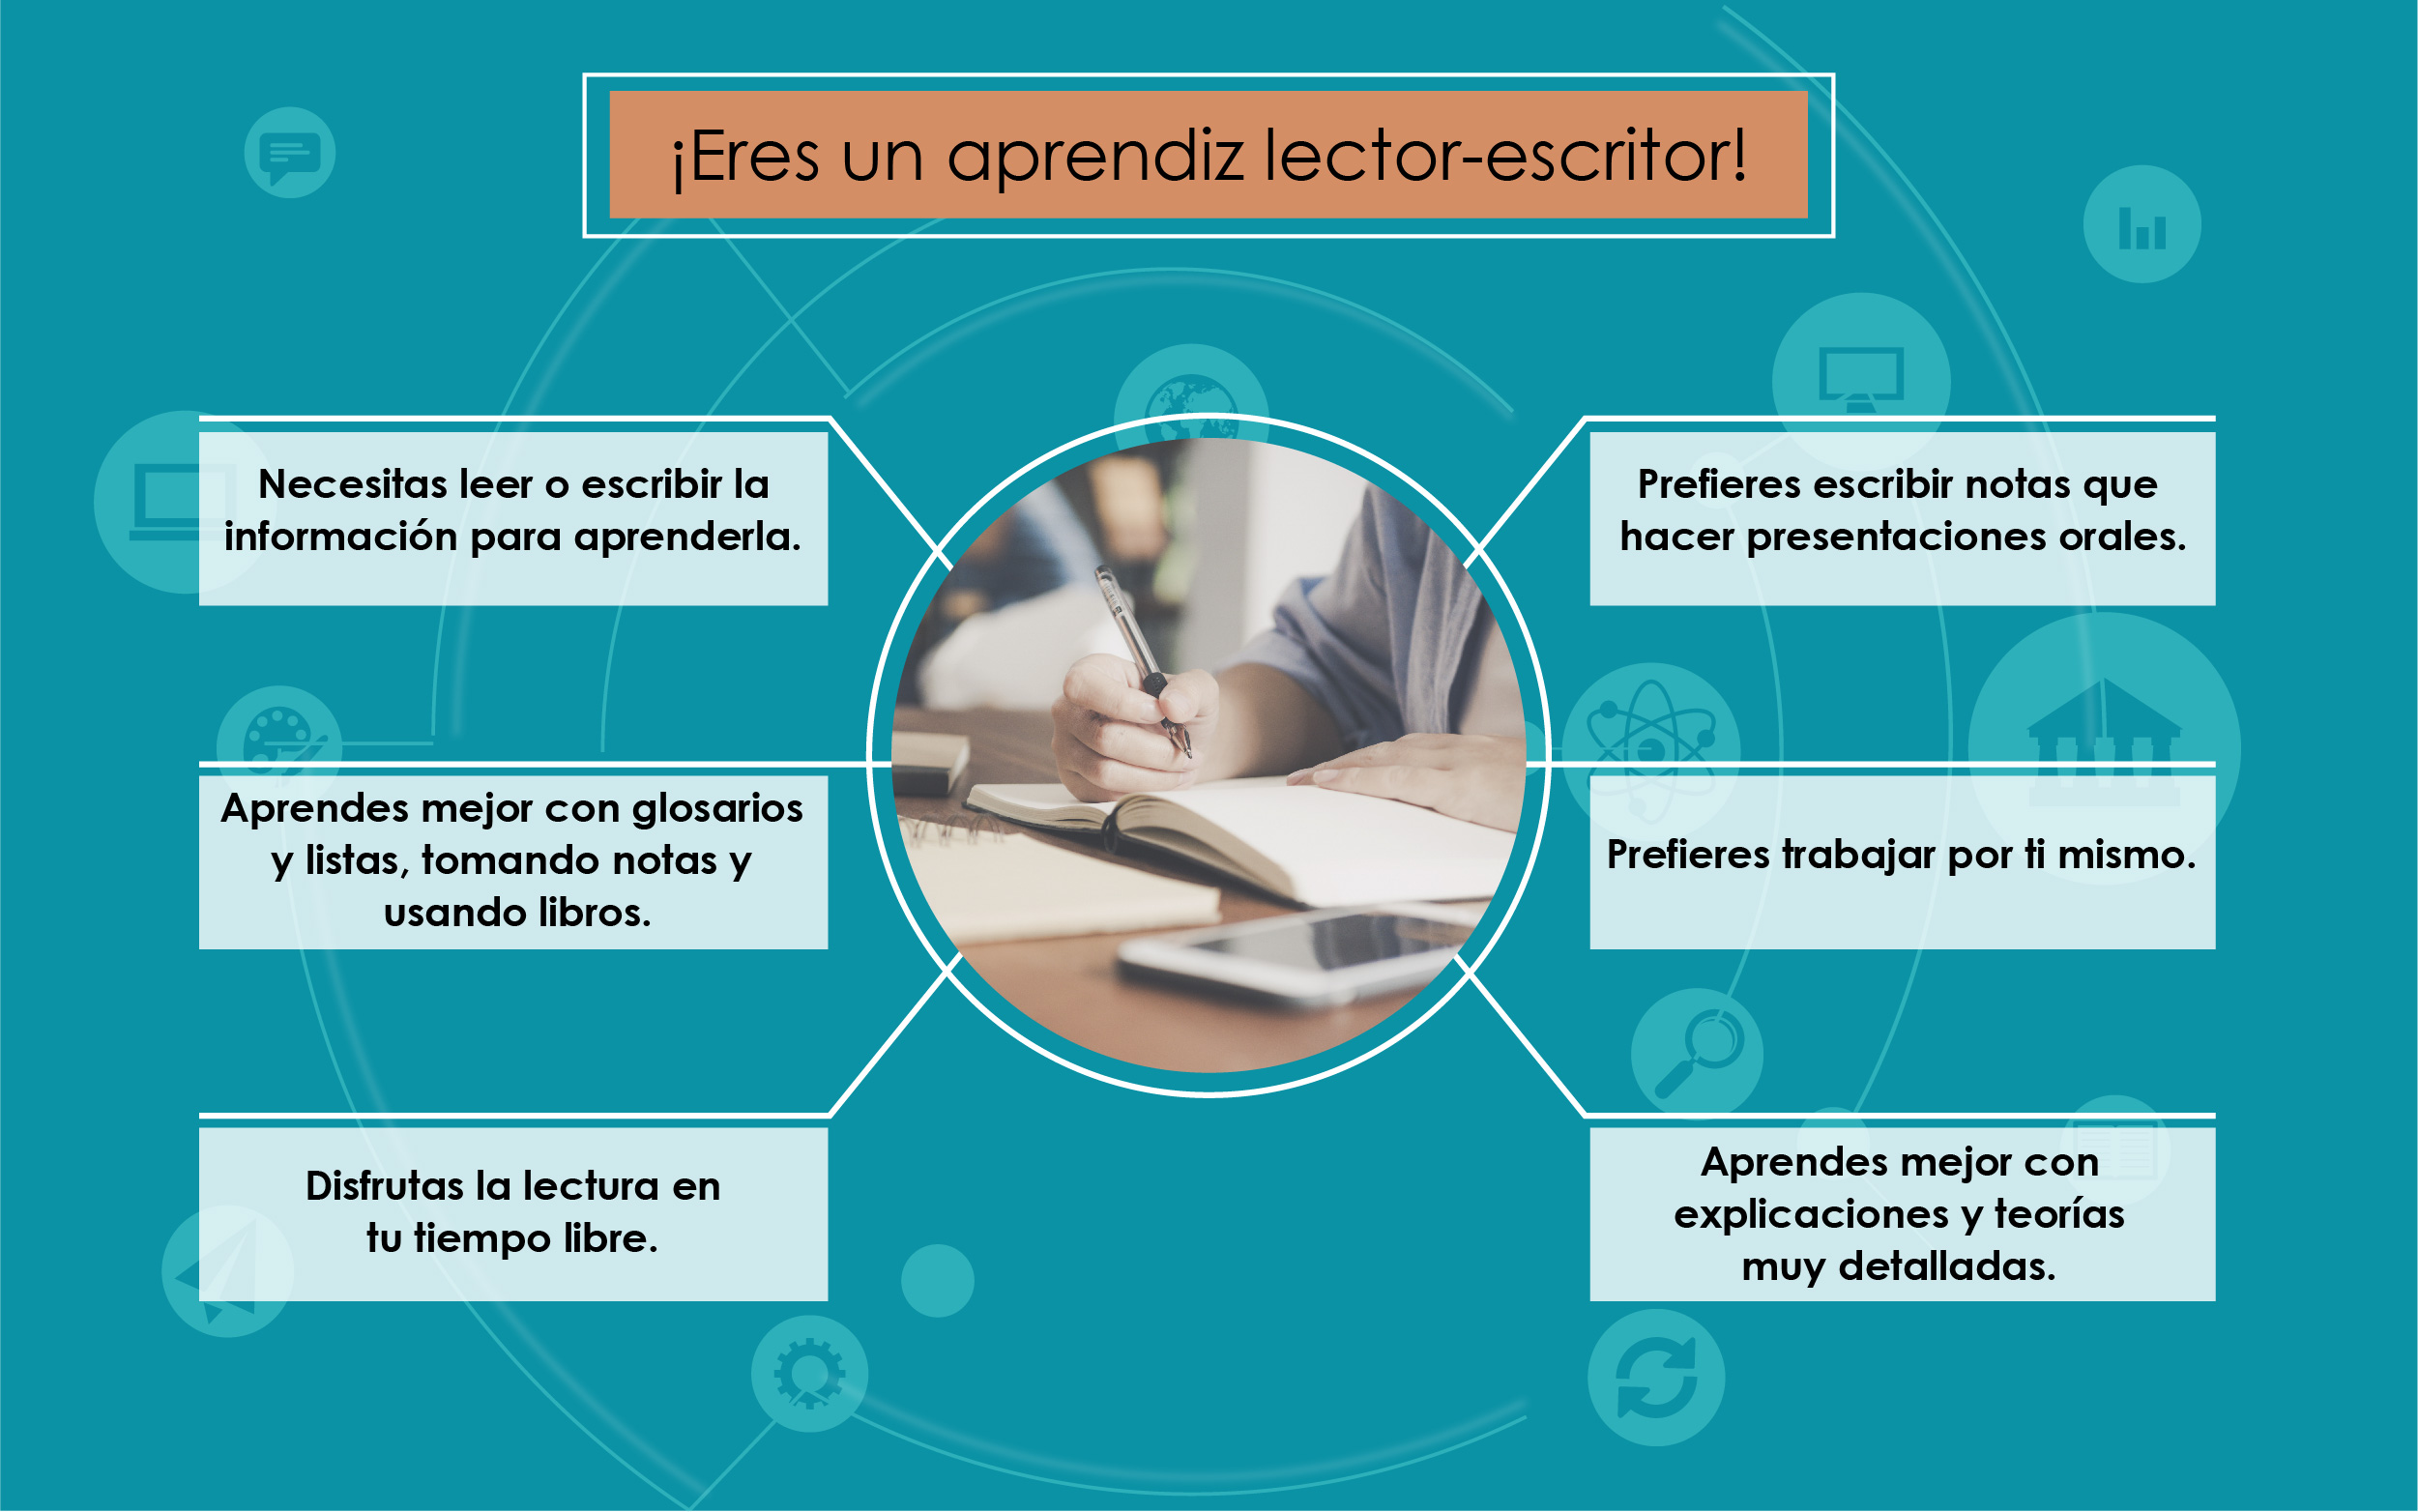 ¡Eres un aprendiz lector-escritor!
Necesitas leer o escribir la
información para aprenderla.
Aprendes mejor con glosarios
y listas, tomando notas y
usando libros.
Disfrutas la lectura en
tu tiempo libre.
Prefieres escribir notas que
hacer presentaciones orales.
Prefieres trabajar por ti mismo.
Aprendes mejor con
explicaciones y teorías
muy detalladas.